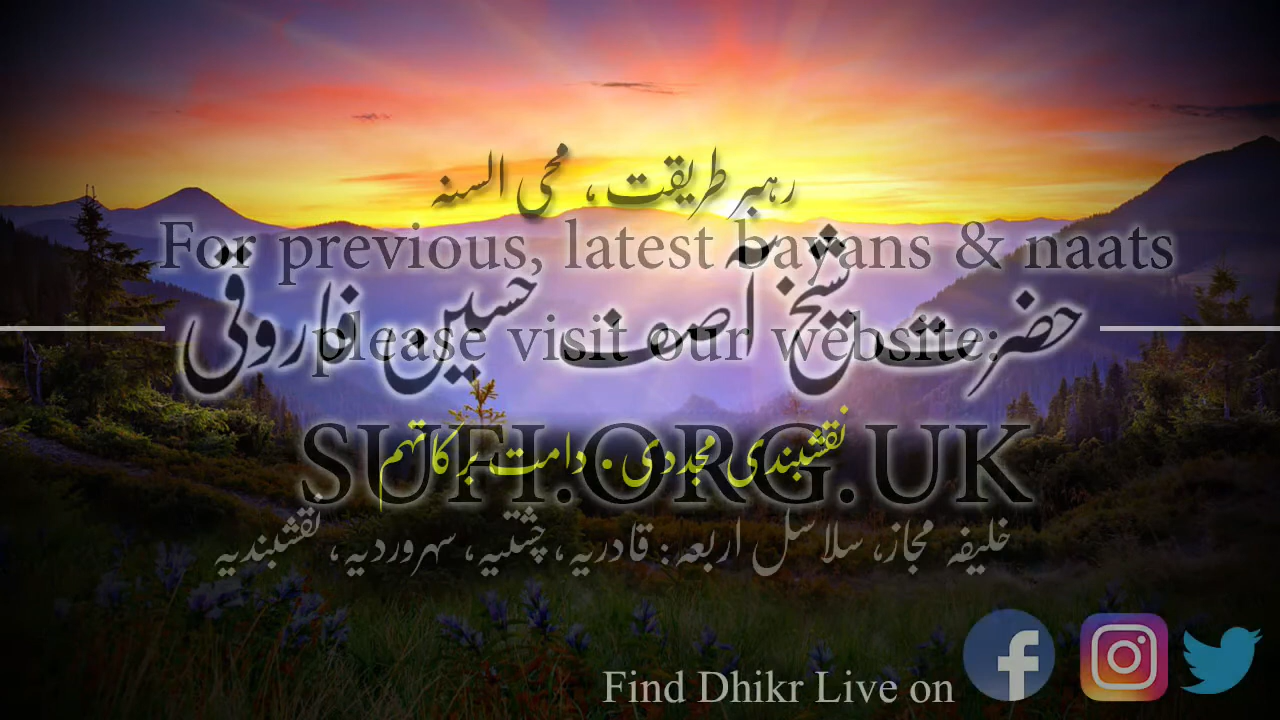 رہبر طریقت، محی السنہ
For previous, latest bayans & naats
حضرت شیخ آصف حسین فاروقی
please visit our website:
SUFI.ORG.UK
نقشبندی مجددی. دامت برکاتہم
خلیفہ مجاز، سلاسل اربعہ: قادریہ، چشتیہ، سہروردیہ، نقشبندیہ
Find Dhikr Live on